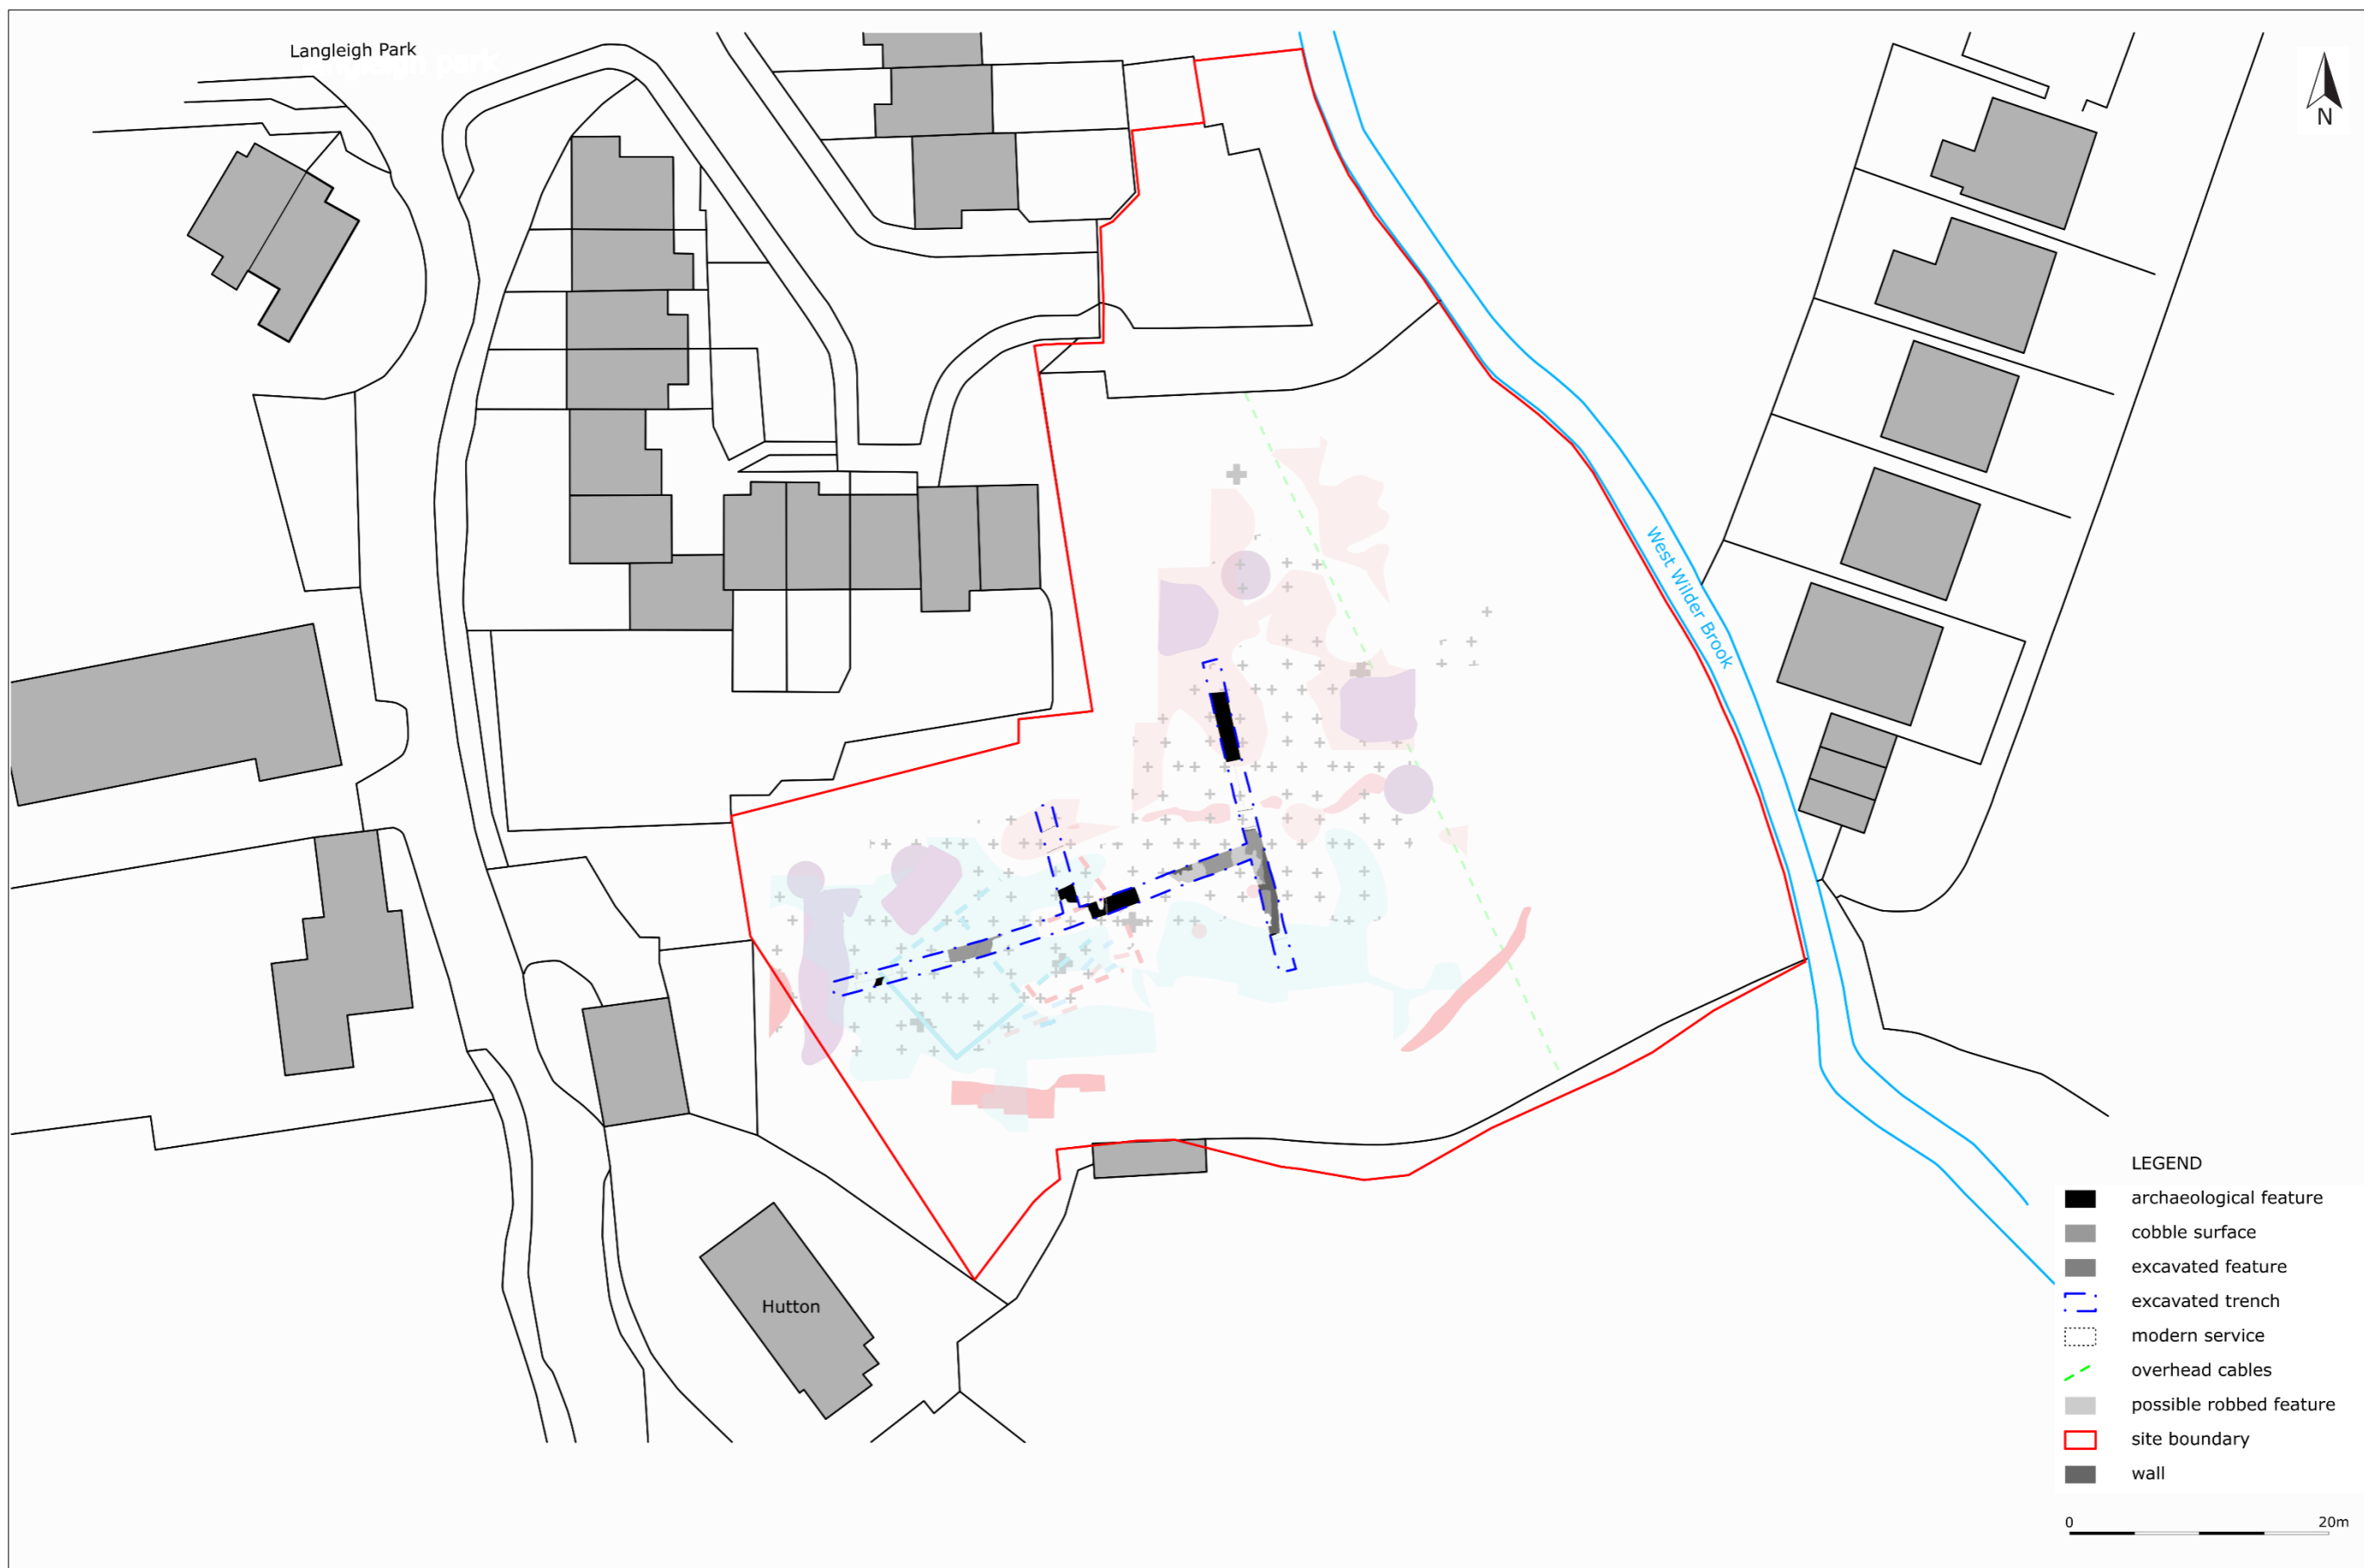 Langleigh Park
N
West Wilder Brook
Hutton
LEGEND
archaeological feature
cobble surface
excavated feature
excavated trench
modern service
overhead cables
possible robbed feature
site boundary
wall
0 20m